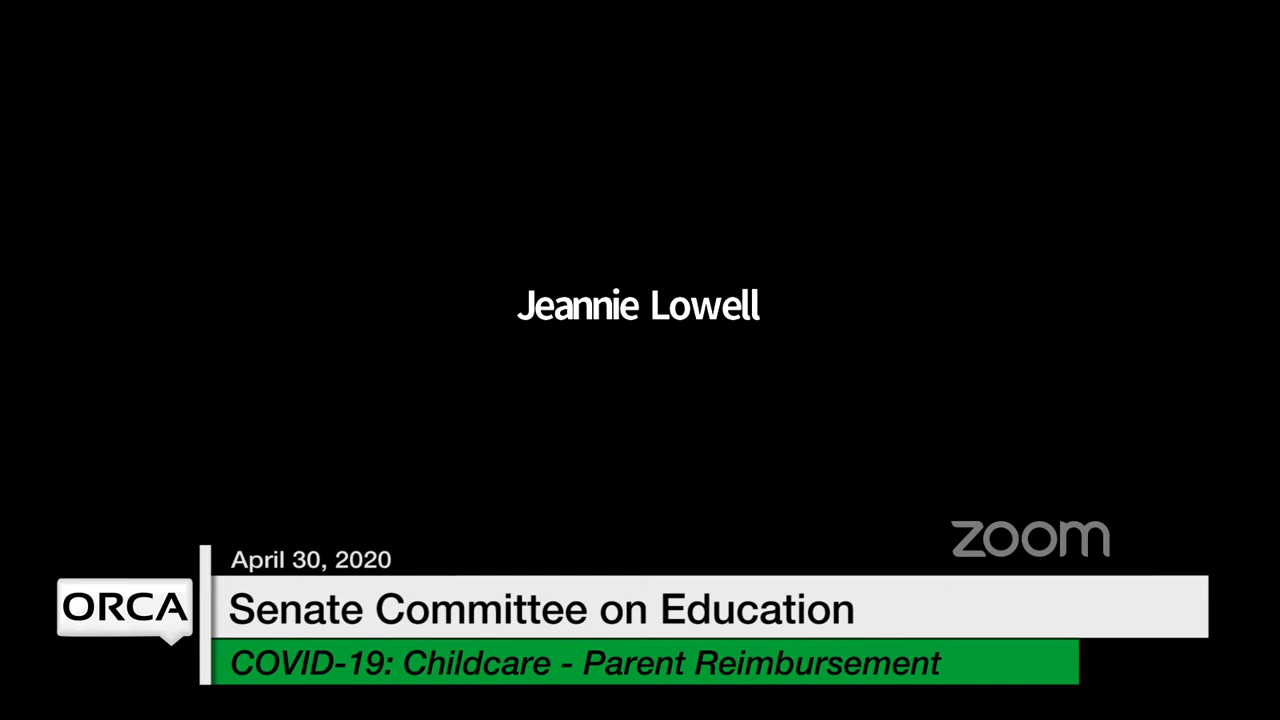 Jeannie Lowell
zoom
April 30, 2020
ORCA
Senate Committee on Education
COVID-19: Childcare - Parent Reimbursement